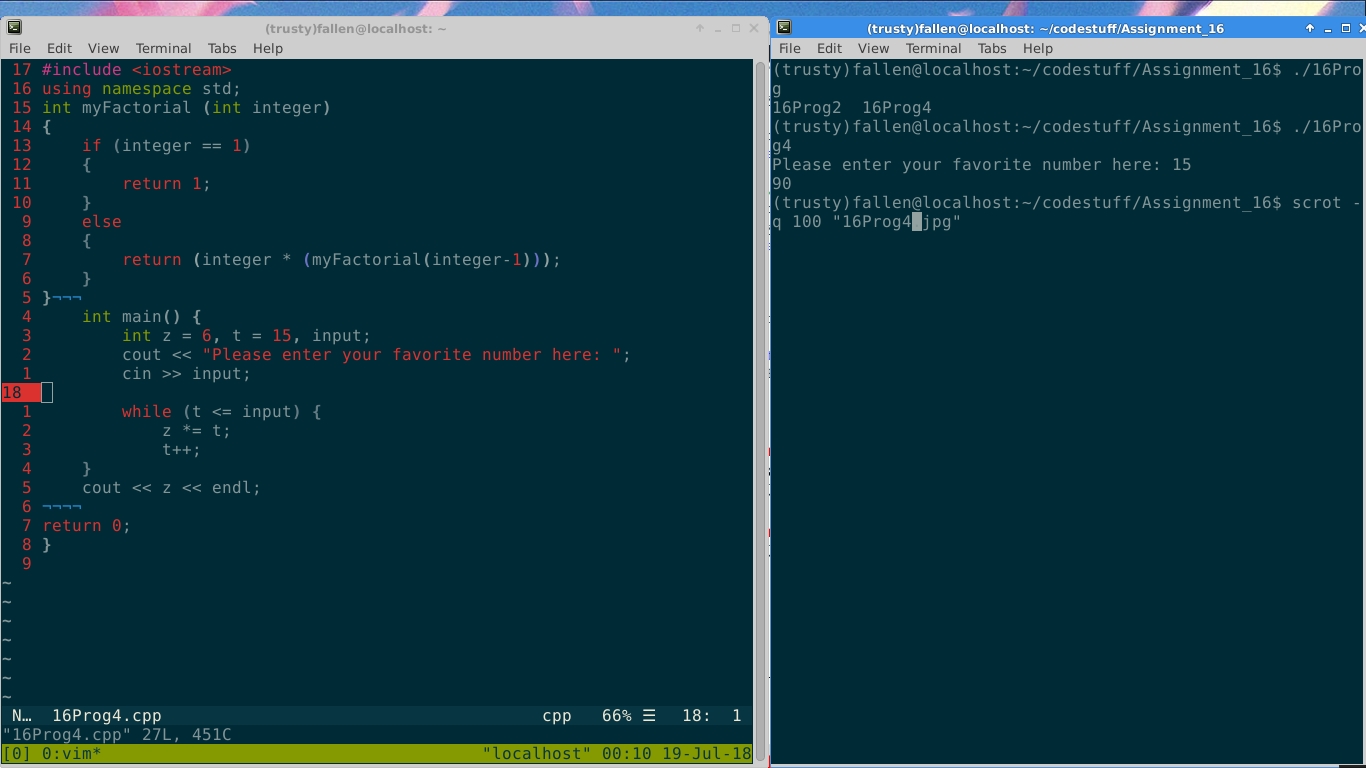 (trusty)fallen@localhost: ~
File Edit View Terminal Tabs Help
17 #include <iostream>
16 using namespace std;
15 int myFactorial (int integer)
14 {
13     if (integer == 1)
12     {
11         return 1;
10     }
9     else
8     {
7         return (integer * (myFactorial(integer-1)));
6     }
5 }¬¬¬
4     int main() {
3         int z = 6, t = 15, input;
2         cout << "Please enter your favorite number here: ";
1         cin >> input;
18
1         while (t <= input) {
2             z *= t;
3             t++;
4     }
5     cout << z << endl;
6 ¬¬¬¬
7 return 0;
8 }
9
~
~
~
~
~
~
~
N… 16Prog4.cpp cpp 66% ☰ 18: 1
"16Prog4.cpp" 27L, 451C
[0] 0:vim* "localhost" 00:10 19-Jul-18
(trusty)fallen@localhost: ~/codestuff/Assignment_16
File Edit View Terminal Tabs Help
(trusty)fallen@localhost:~/codestuff/Assignment_16$ ./16Pro
g
16Prog2  16Prog4
(trusty)fallen@localhost:~/codestuff/Assignment_16$ ./16Pro
g4
Please enter your favorite number here: 15
90
(trusty)fallen@localhost:~/codestuff/Assignment_16$ scrot -
q 100 "16Prog4 jpg"